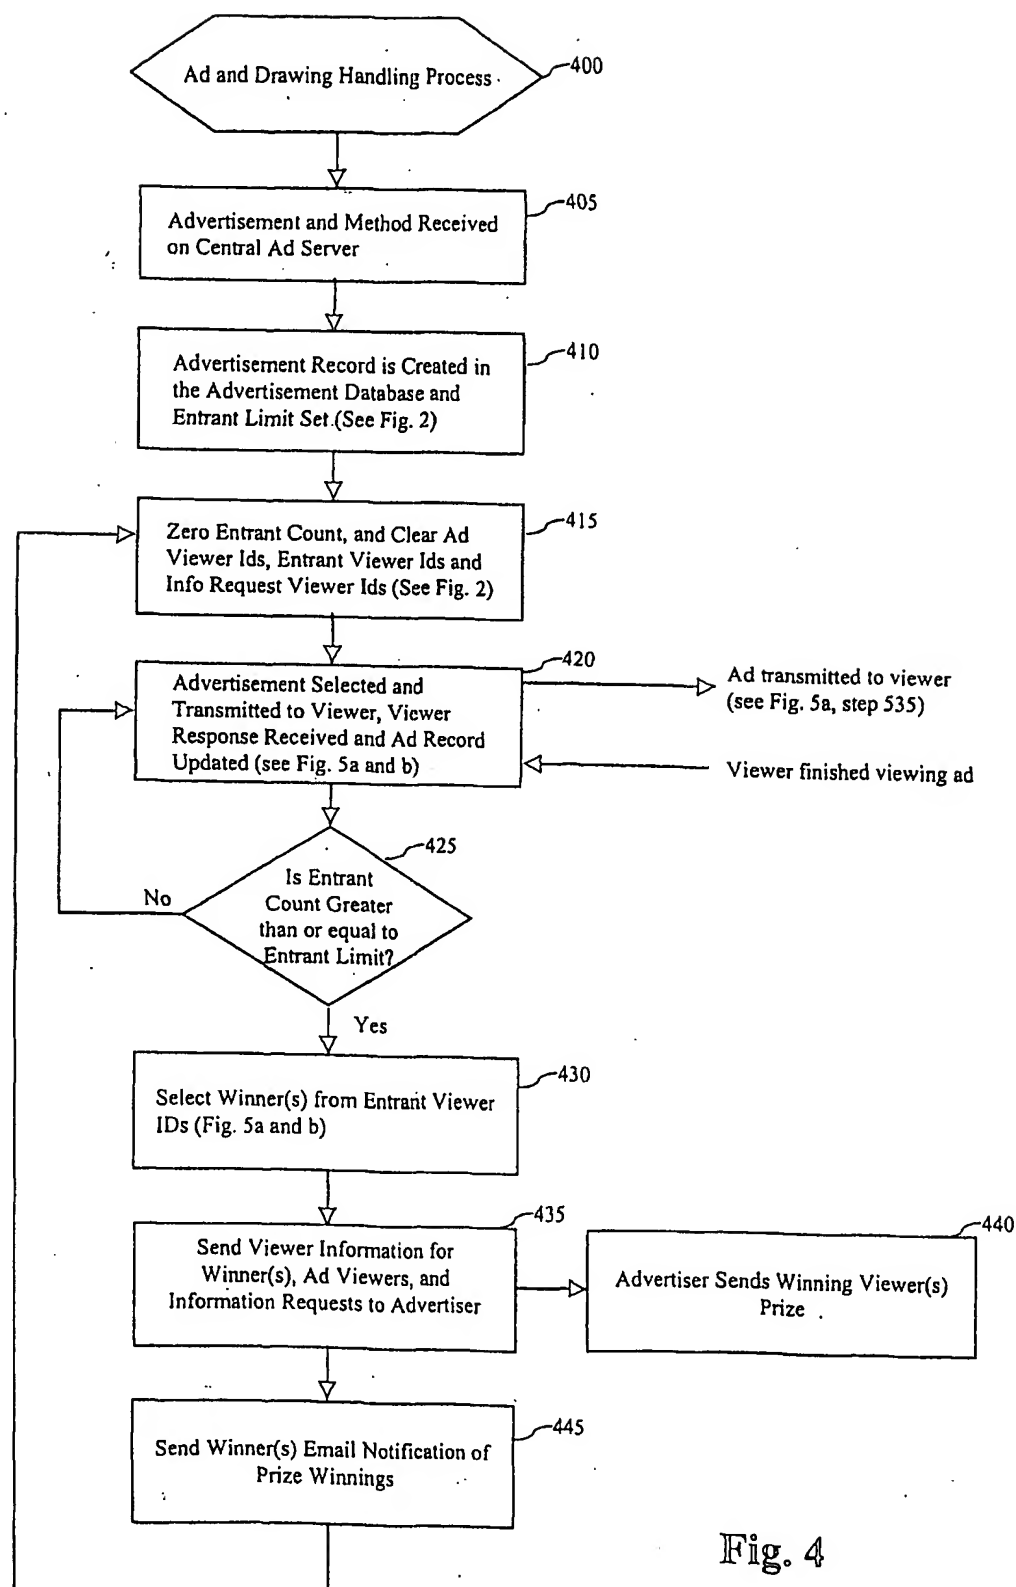 Ad and Drawing Handling Process
400
405
Advertisement and Method Received
on Central Ad Server
410
Advertisement Record is Created in
the Advertisement Database and
Entrant Limit Set.(See Fig. 2)
415
Zero Entrant Count, and Clear Ad
Viewer Ids, Entrant Viewer Ids and
Info Request Viewer Ids (See Fig. 2)
420
Advertisement Selected and
Transmitted to Viewer, Viewer
Response Received and Ad Record
Updated (see Fig. 5a and b)
Ad transmitted to viewer
(see Fig. 5a, step 535)
Viewer finished viewing ad
425
Is Entrant
Count Greater
than or equal to
Entrant Limit?
No
Yes
430
Select Winner(s) from Entrant Viewer
IDs (Fig. 5a and b)
435
Send Viewer Information for
Winner(s), Ad Viewers, and
Information Requests to Advertiser
440
Advertiser Sends Winning Viewer(s)
Prize
445
Send Winner(s) Email Notification of
Prize Winnings
Fig. 4